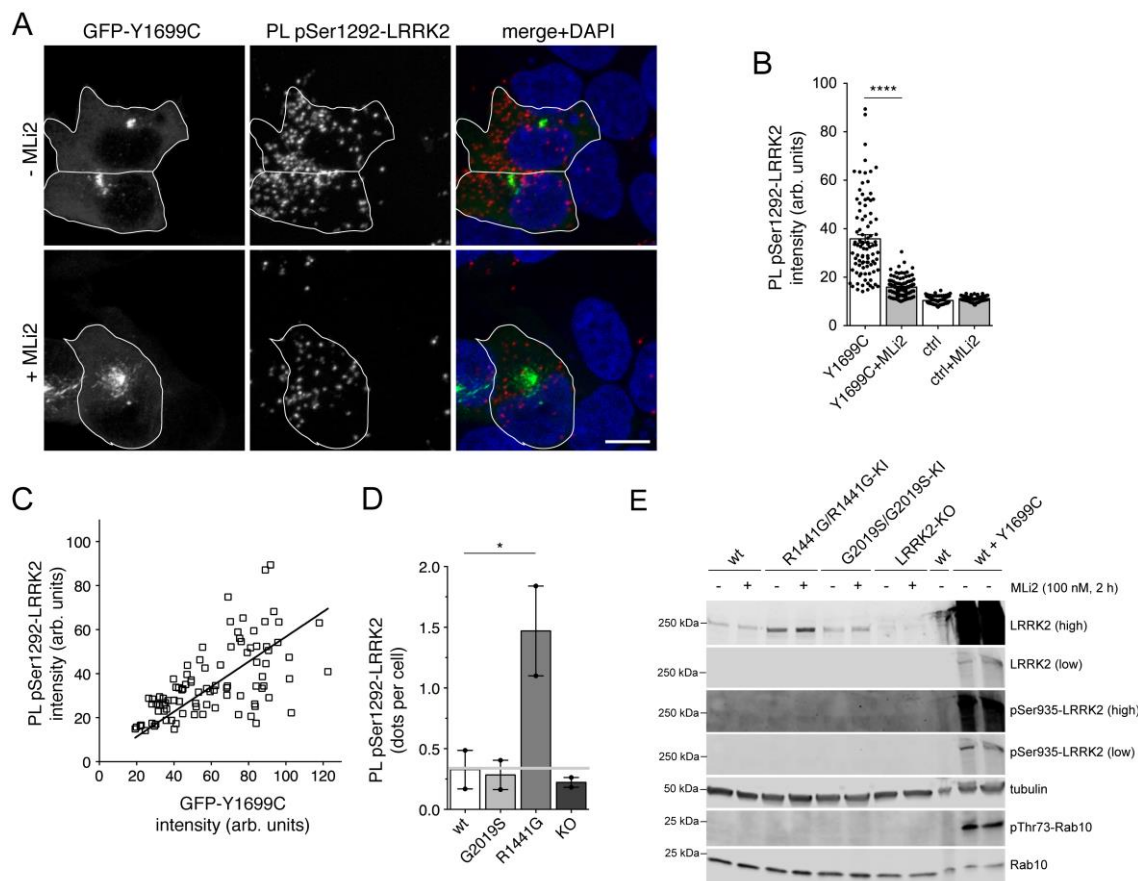 A
GFP-Y1699C
PL pSer1292-LRRK2
merge+DAPI
- MLi2
+ MLi2
B
PL pSer1292-LRRK2
intensity (arb. units)
100
80
60
40
20
0
****
Y1699C
Y1699C+MLi2
ctrl
ctrl+MLi2
C
PL pSer1292-LRRK2
intensity (arb. units)
100
80
60
40
20
0
0 20 40 60 80 100 120
GFP-Y1699C
intensity (arb. units)
D
PL pSer1292-LRRK2
(dots per cell)
2.0
1.5
1.0
0.5
0.0
*
wt
G2019S
R1441G
KO
E
wt
R1441G/R1441G-KI
G2019S/G2019S-KI
LRRK2-KO
wt
wt + Y1699C
- + - + - + - + - - - MLi2 (100 nM, 2 h)
250 kDa LRRK2 (high)
250 kDa LRRK2 (low)
250 kDa pSer935-LRRK2 (high)
250 kDa pSer935-LRRK2 (low)
50 kDa tubulin
25 kDa pThr73-Rab10
25 kDa Rab10